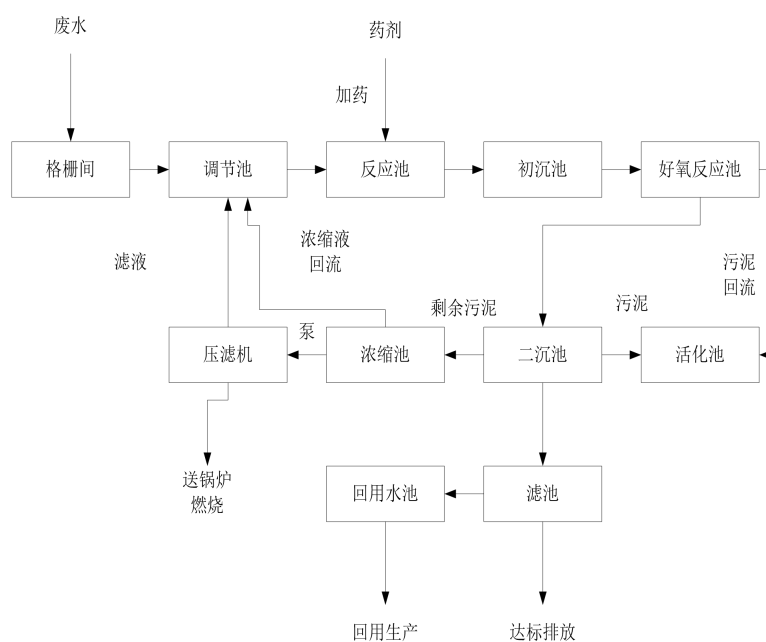 废水
药剂
加药
格栅间
调节池
反应池
初沉池
好氧反应池
滤液
浓缩液
回流
污泥
回流
剩余污泥
污泥
泵
压滤机
浓缩池
二沉池
活化池
送锅炉
燃烧
回用水池
滤池
回用生产
达标排放